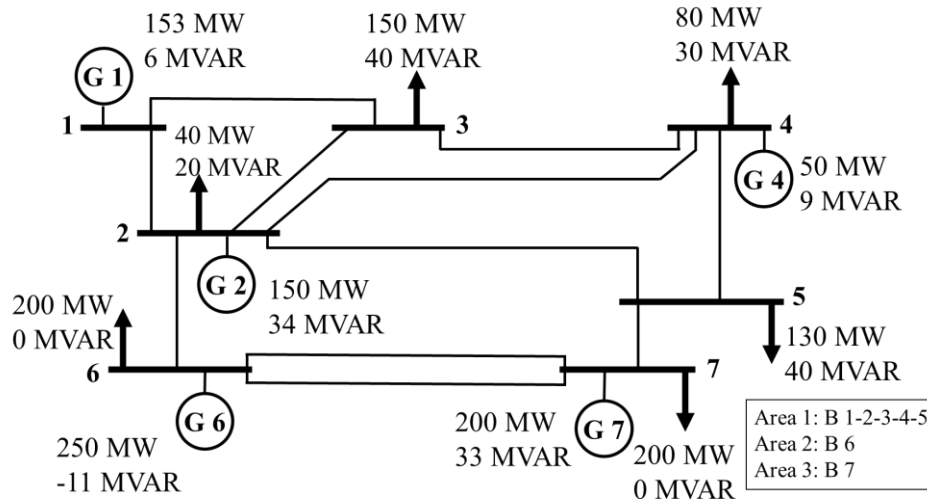 153 MW
6 MVAR
150 MW
40 MVAR
80 MW
30 MVAR
G 1
1
3
4
40 MW
20 MVAR
G 4
50 MW
9 MVAR
2
G 2
150 MW
34 MVAR
5
200 MW
0 MVAR
130 MW
40 MVAR
6
7
G 6
250 MW
-11 MVAR
G 7
200 MW
33 MVAR
200 MW
0 MVAR
Area 1: B 1-2-3-4-5
Area 2: B 6
Area 3: B 7